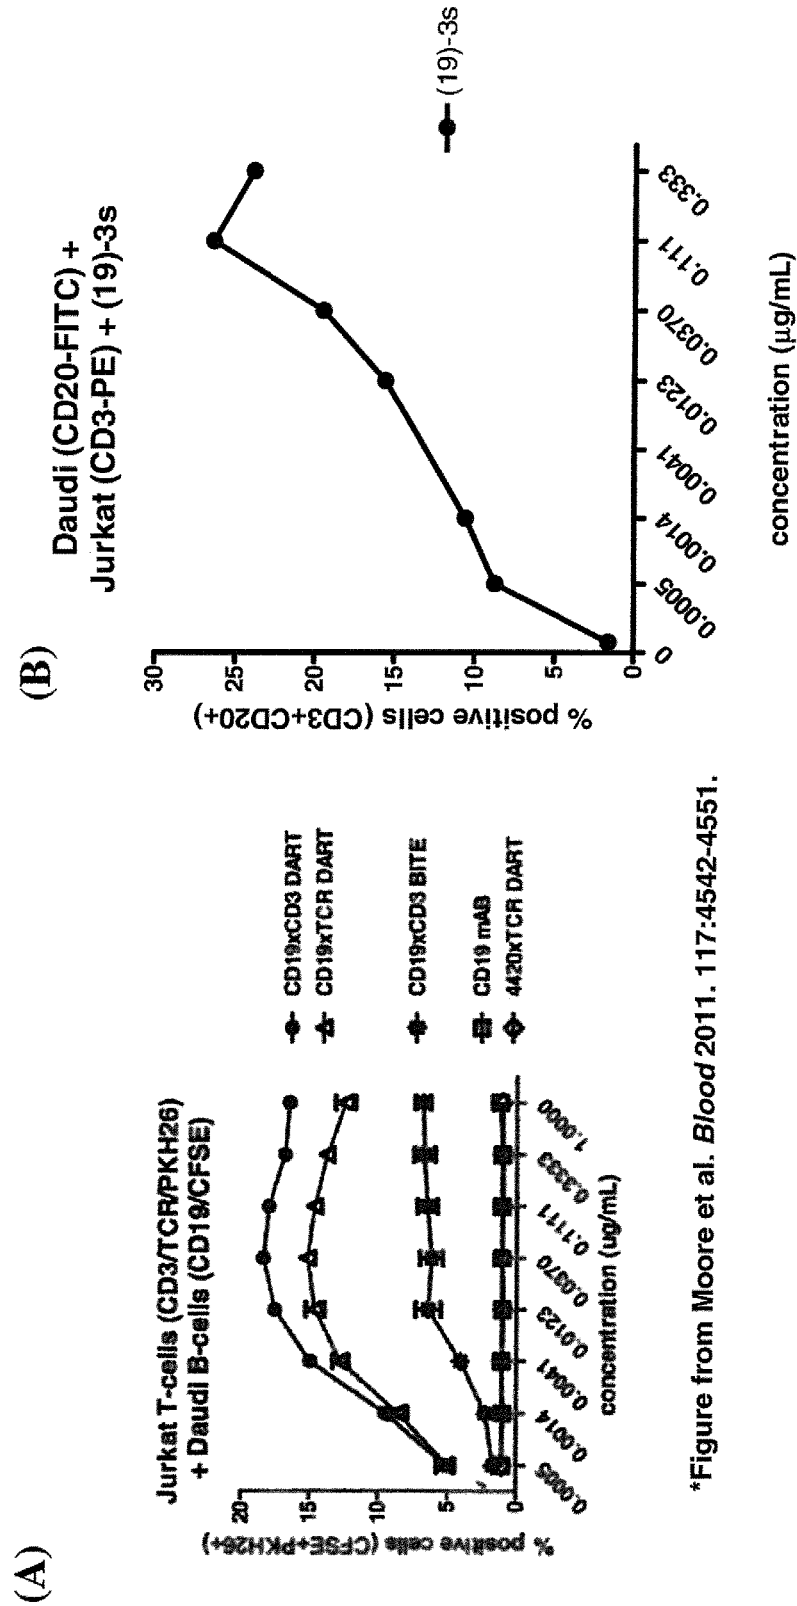 (A)
Jurkat T-cells (CD3/TCR/PKH26)
+ Daudi B-cells (CD19/CFSE)
% positive cells (CFSE+PKH26+)
20
15
10
5
0
0.0005
0.0014
0.0041
0.0123
0.0370
0.1111
0.3333
1.0000
concentration (ug/mL)
CD19xCD3 DART
CD19xTCR DART
CD19xCD3 BITE
CD19 mAB
4420xTCR DART
*Figure from Moore et al. Blood 2011. 117:4542-4551.
(B)
Daudi (CD20-FITC) +
Jurkat (CD3-PE) + (19)-3s
% positive cells (CD3+CD20+)
30
25
20
15
10
5
0
0
0.0005
0.0014
0.0041
0.0123
0.0370
0.111
0.333
concentration (µg/mL)
(19)-3s